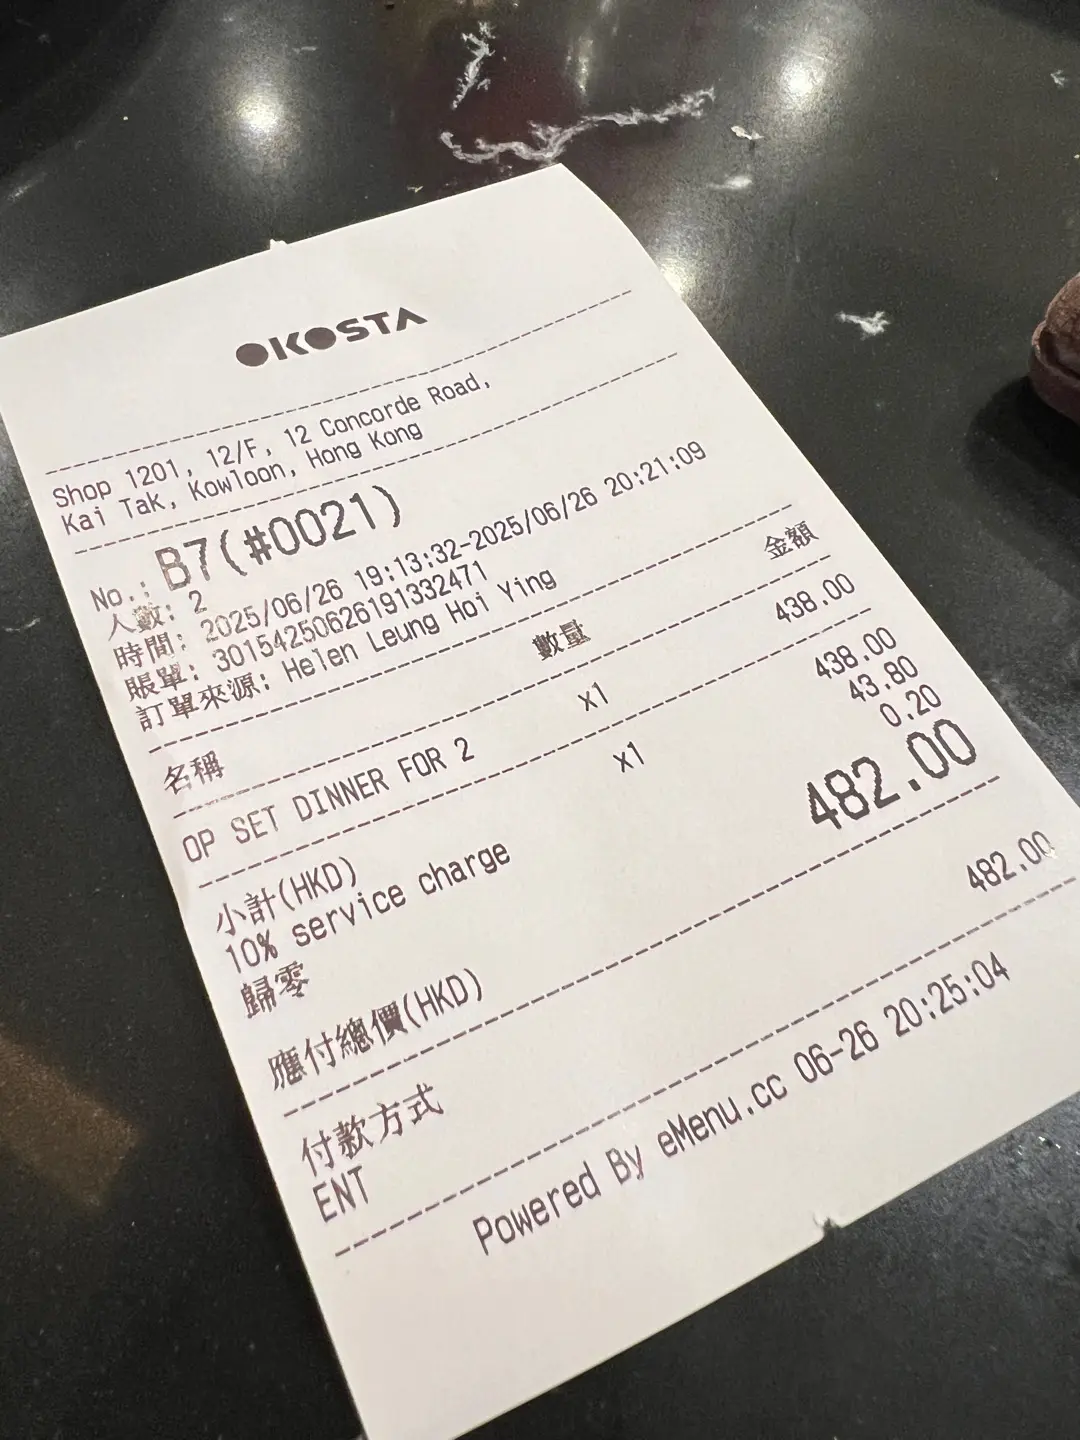 OKOSTA
Shop 1201, 12/F, 12 Concorde Road,
Kai Tak, Kowloon, Hong Kong
No.: B7(#0021)
人數: 2
時間: 2025/06/26 19:13:32-2025/06/26 20:21:09
賬單: 30154250626191332471
訂單來源: Helen Leung Hoi Ying
名稱 數量 金額
OP SET DINNER FOR 2 x1 438.00
小計(HKD) x1 438.00
10% service charge 43.80
歸零 0.20
應付總價(HKD) 482.00
付款方式
ENT 482.00
Powered By eMenu.cc 06-26 20:25:04